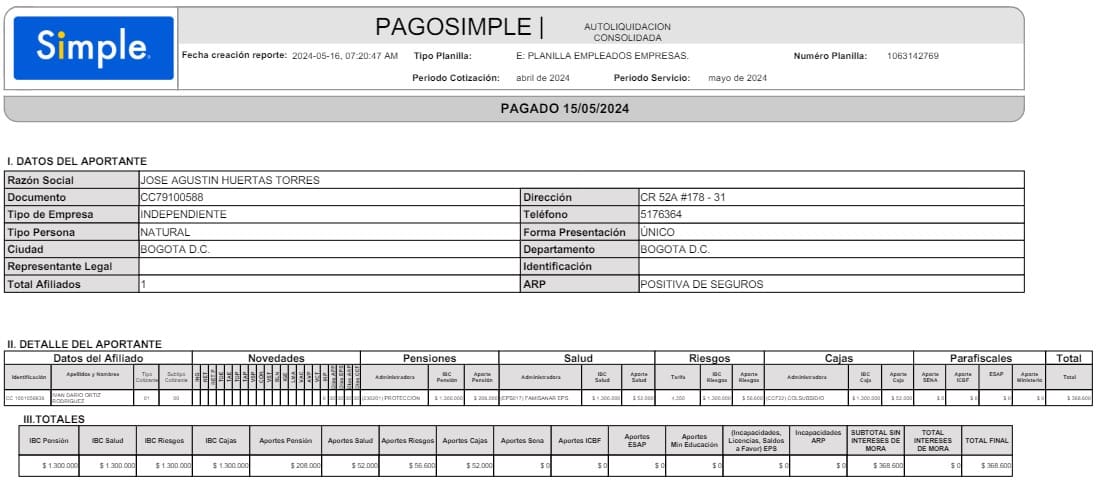 Simple
PAGOSIMPLE | AUTOLIQUIDACION CONSOLIDADA
Fecha creación reporte: 2024-05-16, 07:20:47 AM Tipo Planilla: E: PLANILLA EMPLEADOS EMPRESAS. Numéro Planilla: 1063142769
Periodo Cotización: abril de 2024 Periodo Servicio: mayo de 2024
PAGADO 15/05/2024
I. DATOS DEL APORTANTE
Razón Social JOSE AGUSTIN HUERTAS TORRES
Documento CC79100588 Dirección CR 52A #178 - 31
Tipo de Empresa INDEPENDIENTE Teléfono 5176364
Tipo Persona NATURAL Forma Presentación ÚNICO
Ciudad BOGOTA D.C. Departamento BOGOTA D.C.
Representante Legal Identificación
Total Afiliados 1 ARP POSITIVA DE SEGUROS
II. DETALLE DEL APORTANTE
Datos del Afiliado Novedades Pensiones Salud Riesgos Cajas Parafiscales Total
Identificación Apellidos y Nombres Tipo Cotizante Subtipo Cotizante Administradora IBC Pensión Aporte Pensión Administradora IBC Salud Aporte Salud Tarifa IBC Riesgos Aporte Riesgos Administradora IBC Caja Aporte Caja Aporte SENA Aporte ICBF ESAP Aporte Ministerio Total
IVAN DARIO ORTIZ RODRIGUEZ 01 00 (230201) PROTECCIÓN $ 1.300.000 $ 208.000 (EPS017) FAMISANAR EPS $ 1.300.000 $ 52.000 $ 1.300.000 $ 56.600 (CCF22) COLSUBSIDIO $ 1.300.000 $ 52.000 $ 0 $ 0 $ 0 $ 0 $ 368.600
III.TOTALES
IBC Pensión IBC Salud IBC Riesgos IBC Cajas Aportes Pensión Aportes Salud Aportes Riesgos Aportes Cajas Aportes Sena Aportes ICBF Aportes ESAP Aportes Min Educación (Incapacidades, Licencias, Saldos a Favor) EPS Incapacidades ARP SUBTOTAL SIN INTERESES DE MORA TOTAL INTERESES DE MORA TOTAL FINAL
$ 1.300.000 $ 1.300.000 $ 1.300.000 $ 1.300.000 $ 208.000 $ 52.000 $ 56.600 $ 52.000 $ 0 $ 0 $ 0 $ 0 $ 0 $ 0 $ 368.600 $ 0 $ 368.600